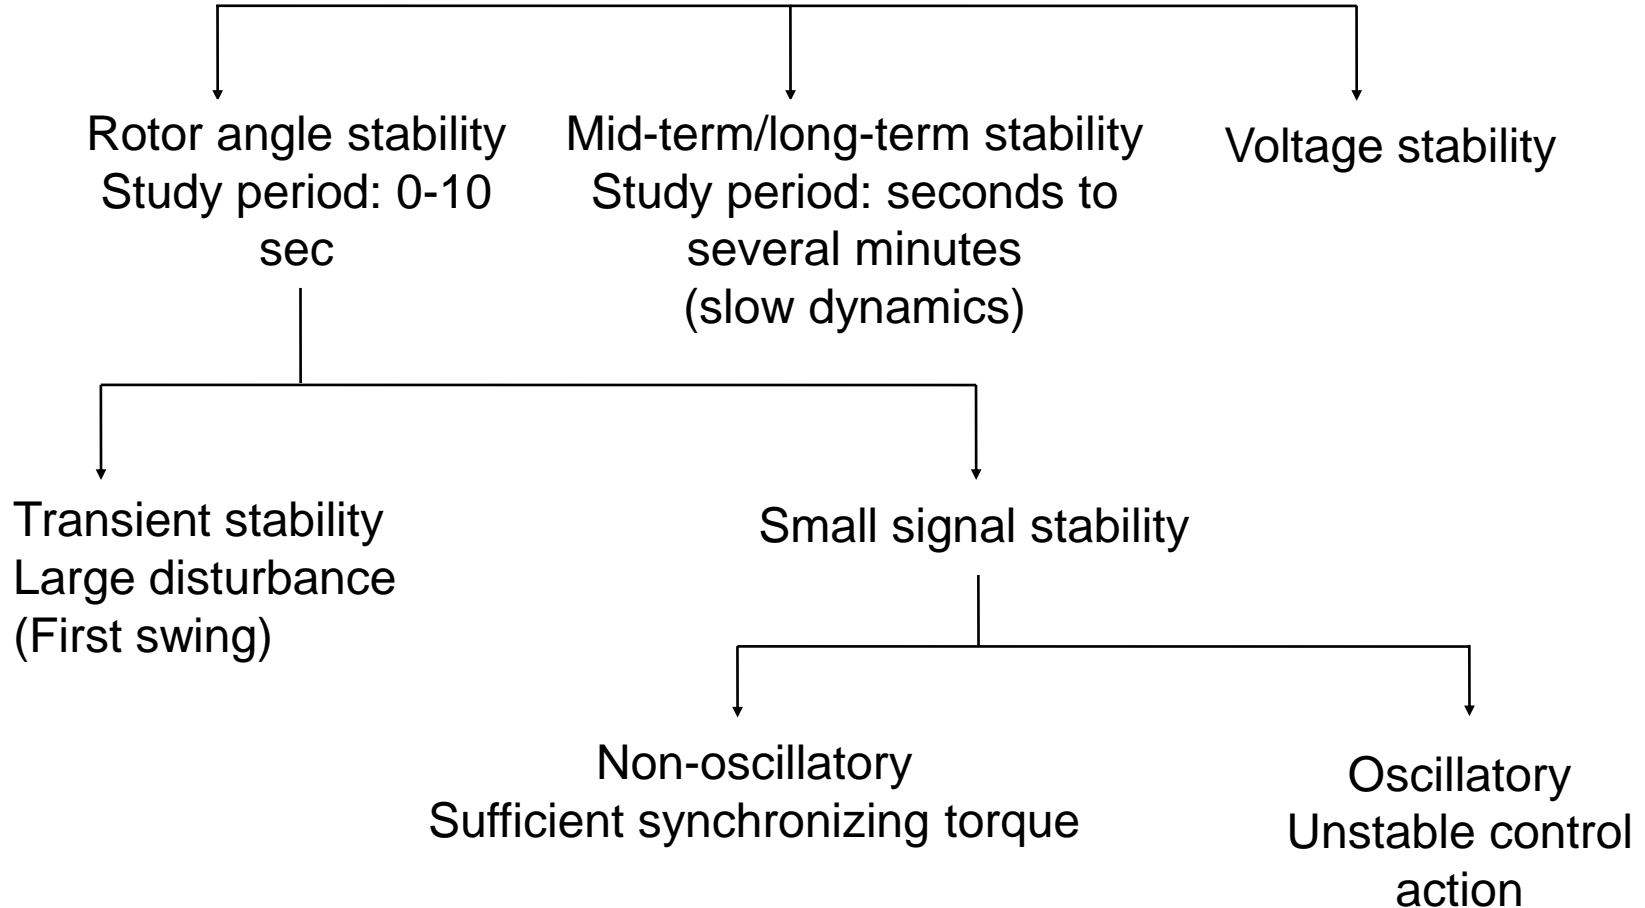 Rotor angle stability
Study period: 0-10
sec
Mid-term/long-term stability
Study period: seconds to
several minutes
(slow dynamics)
Voltage stability
Transient stability
Large disturbance
(First swing)
Small signal stability
Non-oscillatory
Sufficient synchronizing torque
Oscillatory
Unstable control
action